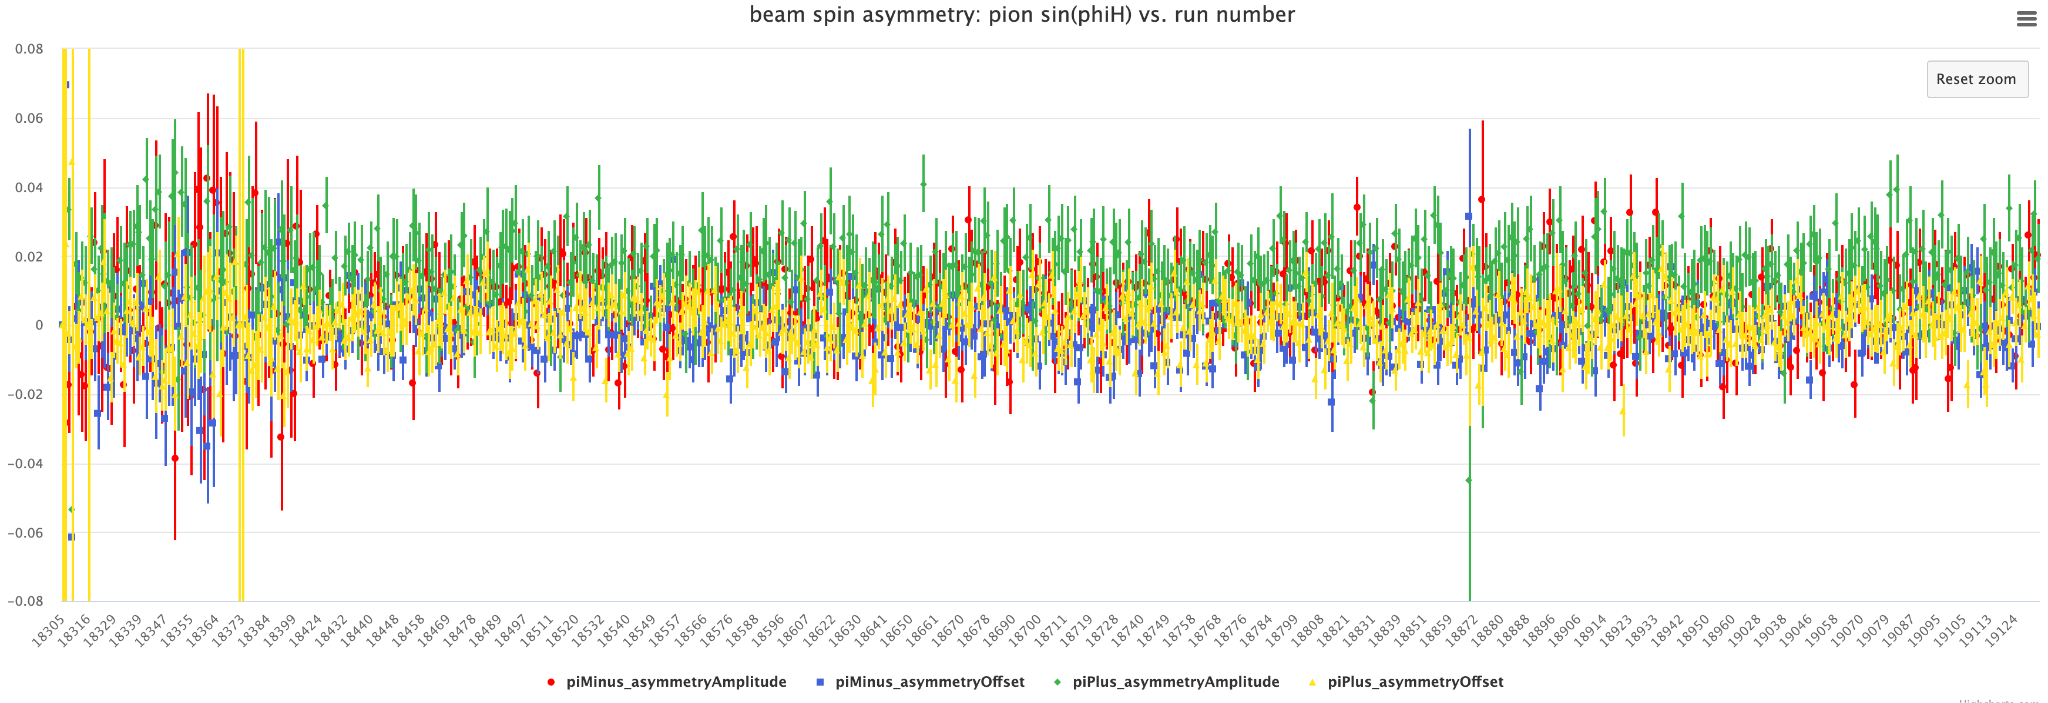 beam spin asymmetry: pion sin(phiH) vs. run number
Reset zoom
0.08
0.06
0.04
0.02
0
−0.02
−0.04
−0.06
−0.08
18305 18316 18329 18339 18347 18355 18364 18373 18384 18399 18424 18432 18440 18448 18458 18469 18478 18489 18497 18511 18520 18532 18540 18549 18557 18566 18576 18588 18596 18607 18622 18630 18641 18650 18661 18670 18678 18690 18700 18711 18719 18728 18740 18749 18758 18768 18776 18784 18799 18808 18821 18831 18839 18851 18859 18872 18880 18888 18896 18906 18914 18923 18933 18942 18950 18960 19028 19038 19046 19058 19070 19079 19087 19095 19105 19113 19124
piMinus_asymmetryAmplitude piMinus_asymmetryOffset piPlus_asymmetryAmplitude piPlus_asymmetryOffset